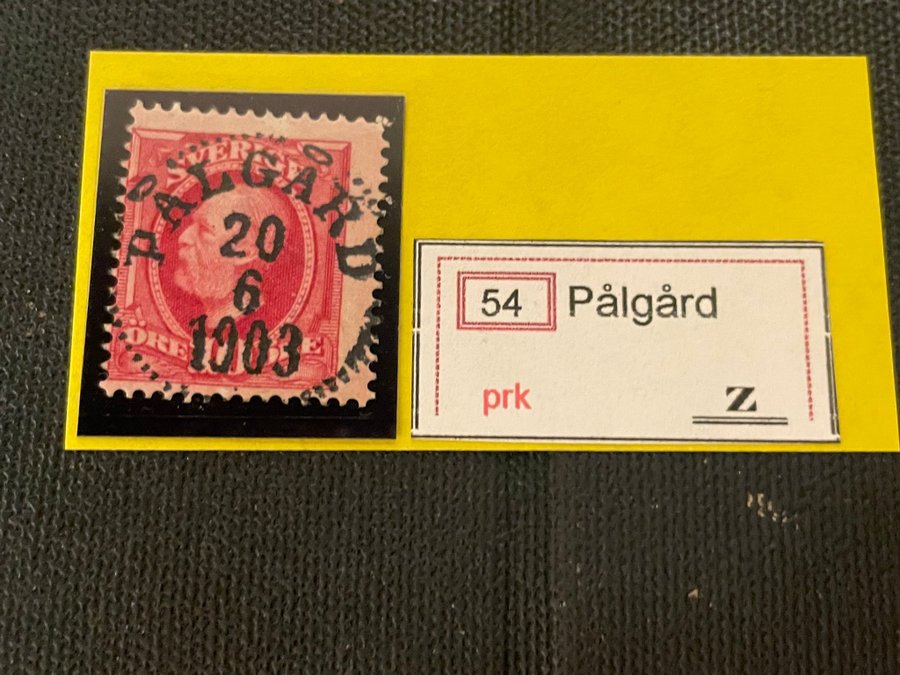 SVERIGE
PÅLGÅRD
20
6
1903
ÖRE
54 Pålgård
prk Z